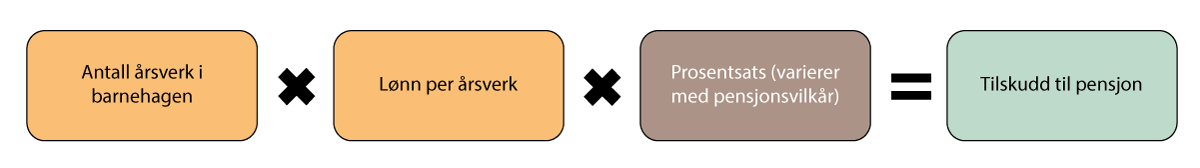 Antall årsverk i
barnehagen
Lønn per årsverk
Prosentsats (varierer
med pensjonsvilkår)
Tilskudd til pensjon